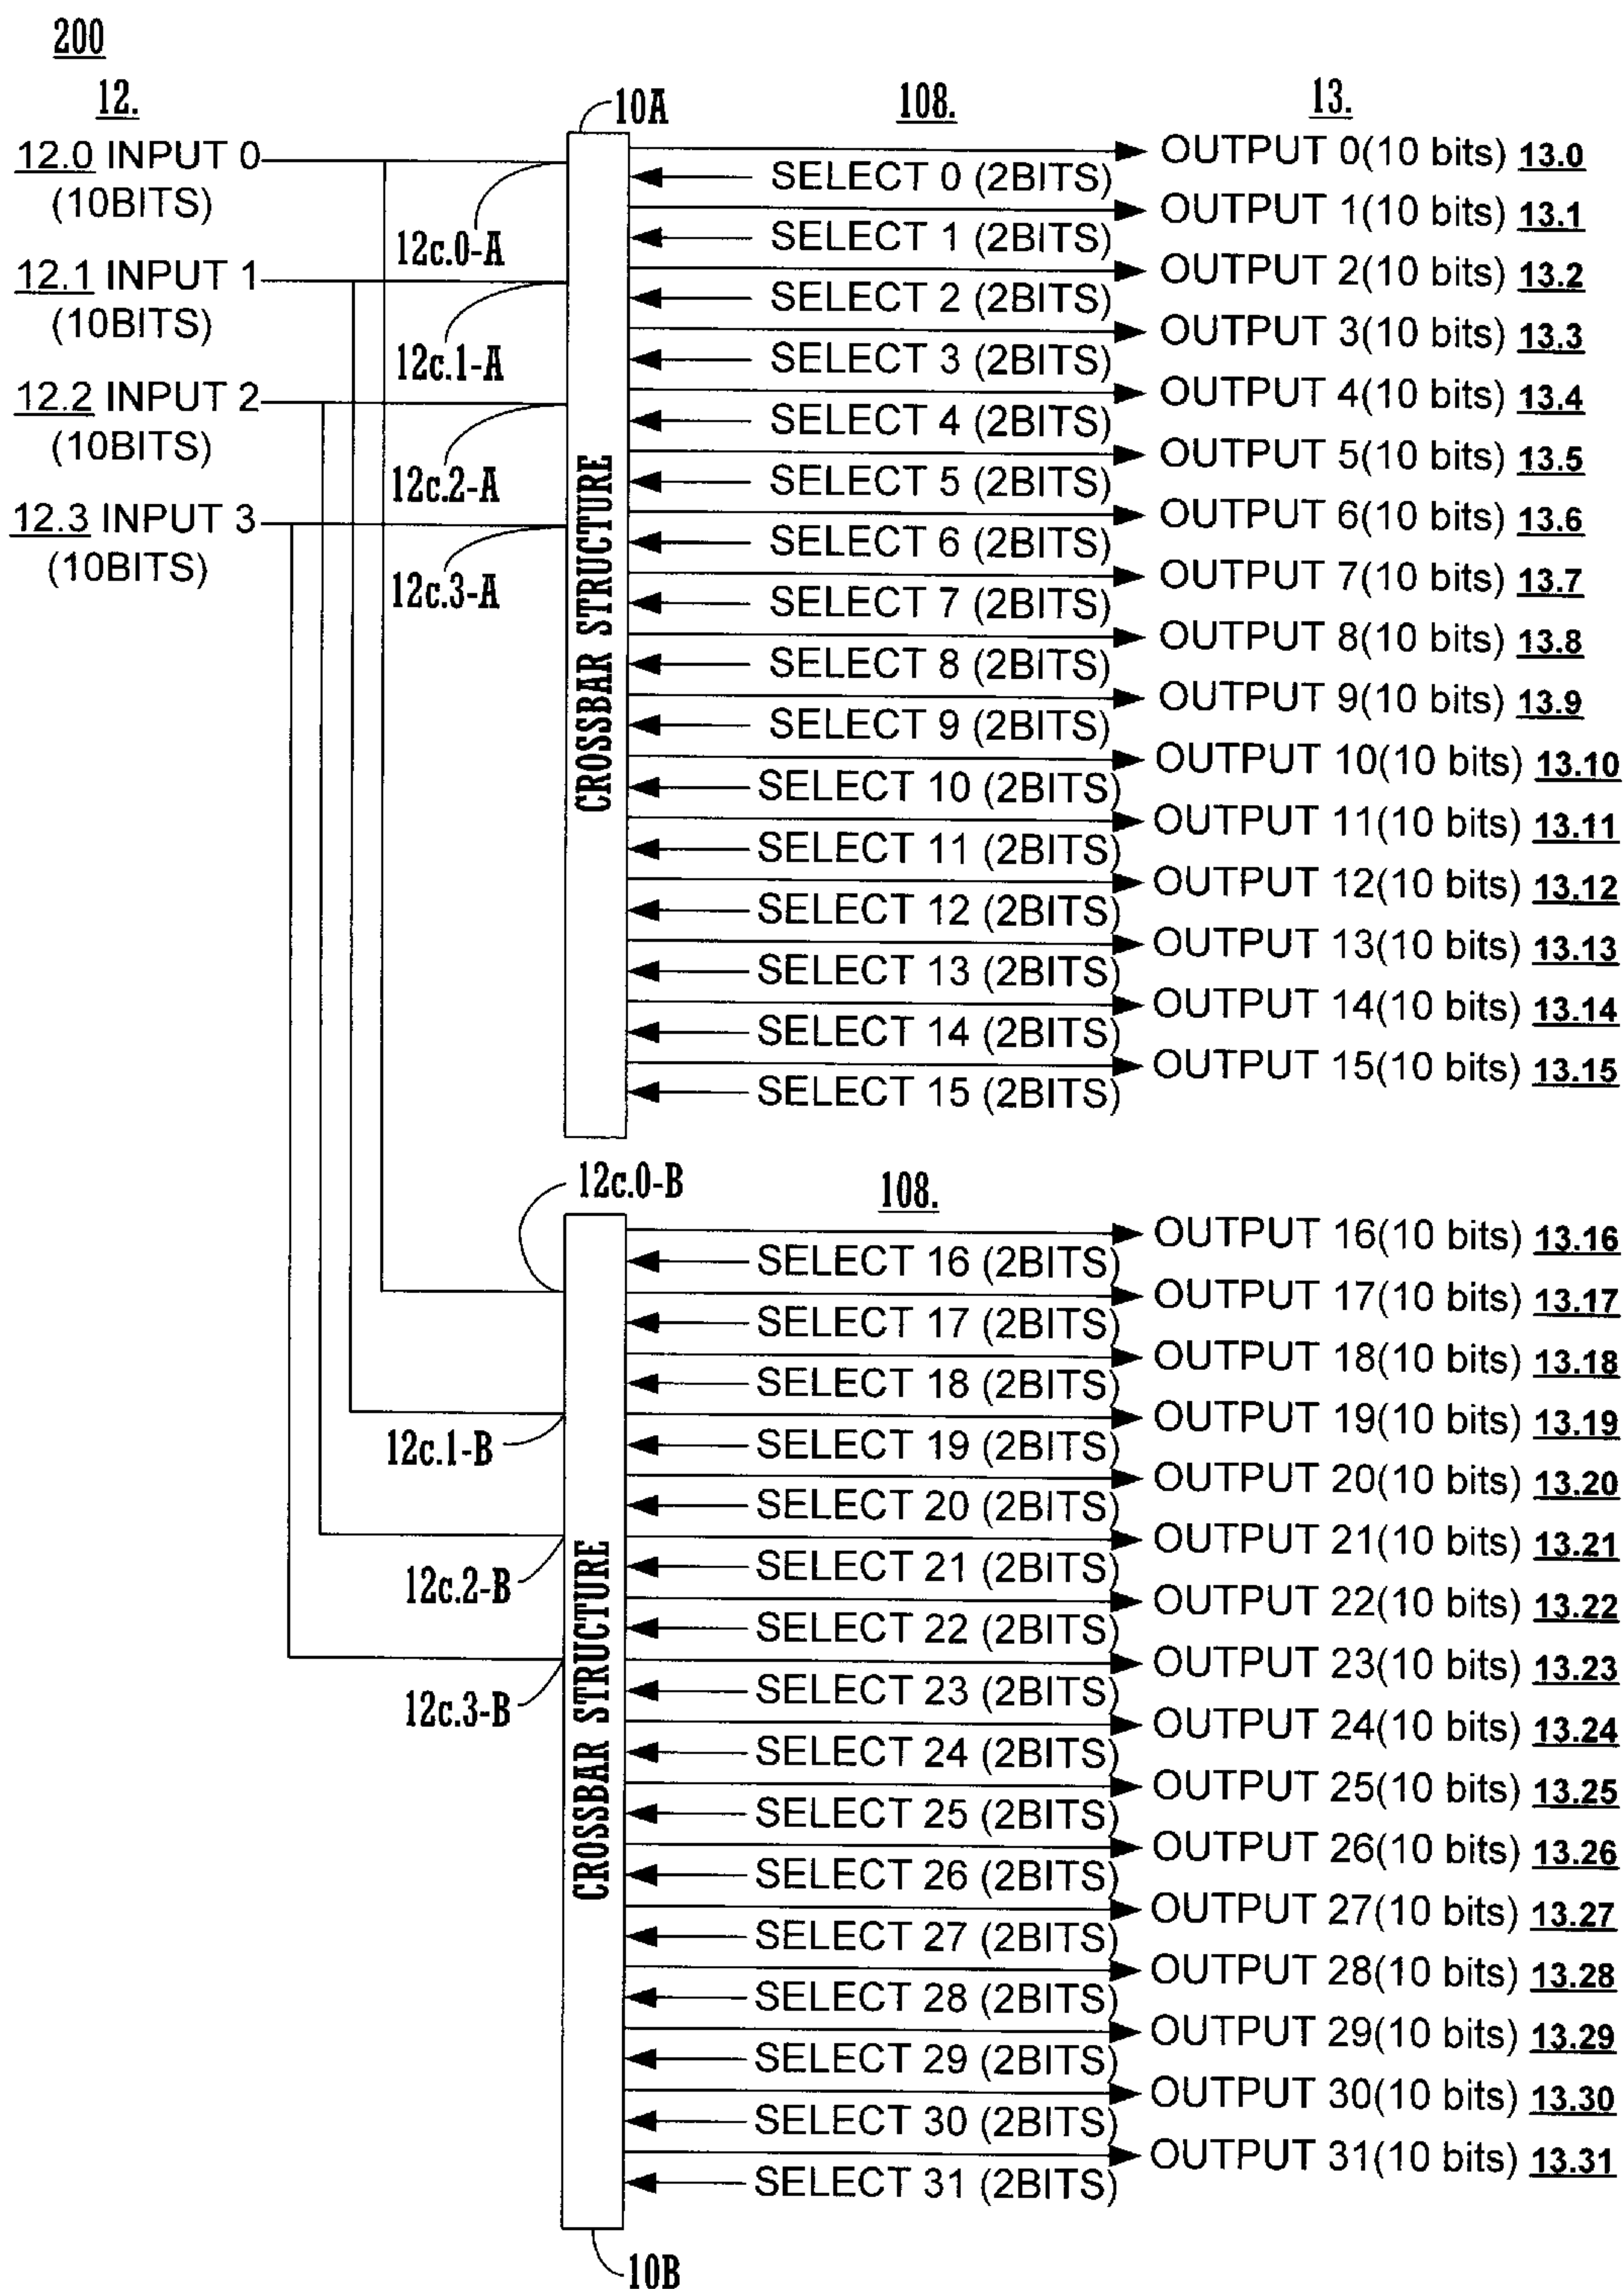 200
12.
10A
108.
13.
12.0 INPUT 0
(10BITS)
12c.0-A
12.1 INPUT 1
(10BITS)
12c.1-A
12.2 INPUT 2
(10BITS)
12c.2-A
12.3 INPUT 3
(10BITS)
12c.3-A
CROSSBAR STRUCTURE
OUTPUT 0(10 bits) 13.0
SELECT 0 (2BITS)
OUTPUT 1(10 bits) 13.1
SELECT 1 (2BITS)
OUTPUT 2(10 bits) 13.2
SELECT 2 (2BITS)
OUTPUT 3(10 bits) 13.3
SELECT 3 (2BITS)
OUTPUT 4(10 bits) 13.4
SELECT 4 (2BITS)
OUTPUT 5(10 bits) 13.5
SELECT 5 (2BITS)
OUTPUT 6(10 bits) 13.6
SELECT 6 (2BITS)
OUTPUT 7(10 bits) 13.7
SELECT 7 (2BITS)
OUTPUT 8(10 bits) 13.8
SELECT 8 (2BITS)
OUTPUT 9(10 bits) 13.9
SELECT 9 (2BITS)
OUTPUT 10(10 bits) 13.10
SELECT 10 (2BITS)
OUTPUT 11(10 bits) 13.11
SELECT 11 (2BITS)
OUTPUT 12(10 bits) 13.12
SELECT 12 (2BITS)
OUTPUT 13(10 bits) 13.13
SELECT 13 (2BITS)
OUTPUT 14(10 bits) 13.14
SELECT 14 (2BITS)
OUTPUT 15(10 bits) 13.15
SELECT 15 (2BITS)
12c.0-B
108.
12c.1-B
12c.2-B
12c.3-B
CROSSBAR STRUCTURE
OUTPUT 16(10 bits) 13.16
SELECT 16 (2BITS)
OUTPUT 17(10 bits) 13.17
SELECT 17 (2BITS)
OUTPUT 18(10 bits) 13.18
SELECT 18 (2BITS)
OUTPUT 19(10 bits) 13.19
SELECT 19 (2BITS)
OUTPUT 20(10 bits) 13.20
SELECT 20 (2BITS)
OUTPUT 21(10 bits) 13.21
SELECT 21 (2BITS)
OUTPUT 22(10 bits) 13.22
SELECT 22 (2BITS)
OUTPUT 23(10 bits) 13.23
SELECT 23 (2BITS)
OUTPUT 24(10 bits) 13.24
SELECT 24 (2BITS)
OUTPUT 25(10 bits) 13.25
SELECT 25 (2BITS)
OUTPUT 26(10 bits) 13.26
SELECT 26 (2BITS)
OUTPUT 27(10 bits) 13.27
SELECT 27 (2BITS)
OUTPUT 28(10 bits) 13.28
SELECT 28 (2BITS)
OUTPUT 29(10 bits) 13.29
SELECT 29 (2BITS)
OUTPUT 30(10 bits) 13.30
SELECT 30 (2BITS)
OUTPUT 31(10 bits) 13.31
SELECT 31 (2BITS)
10B